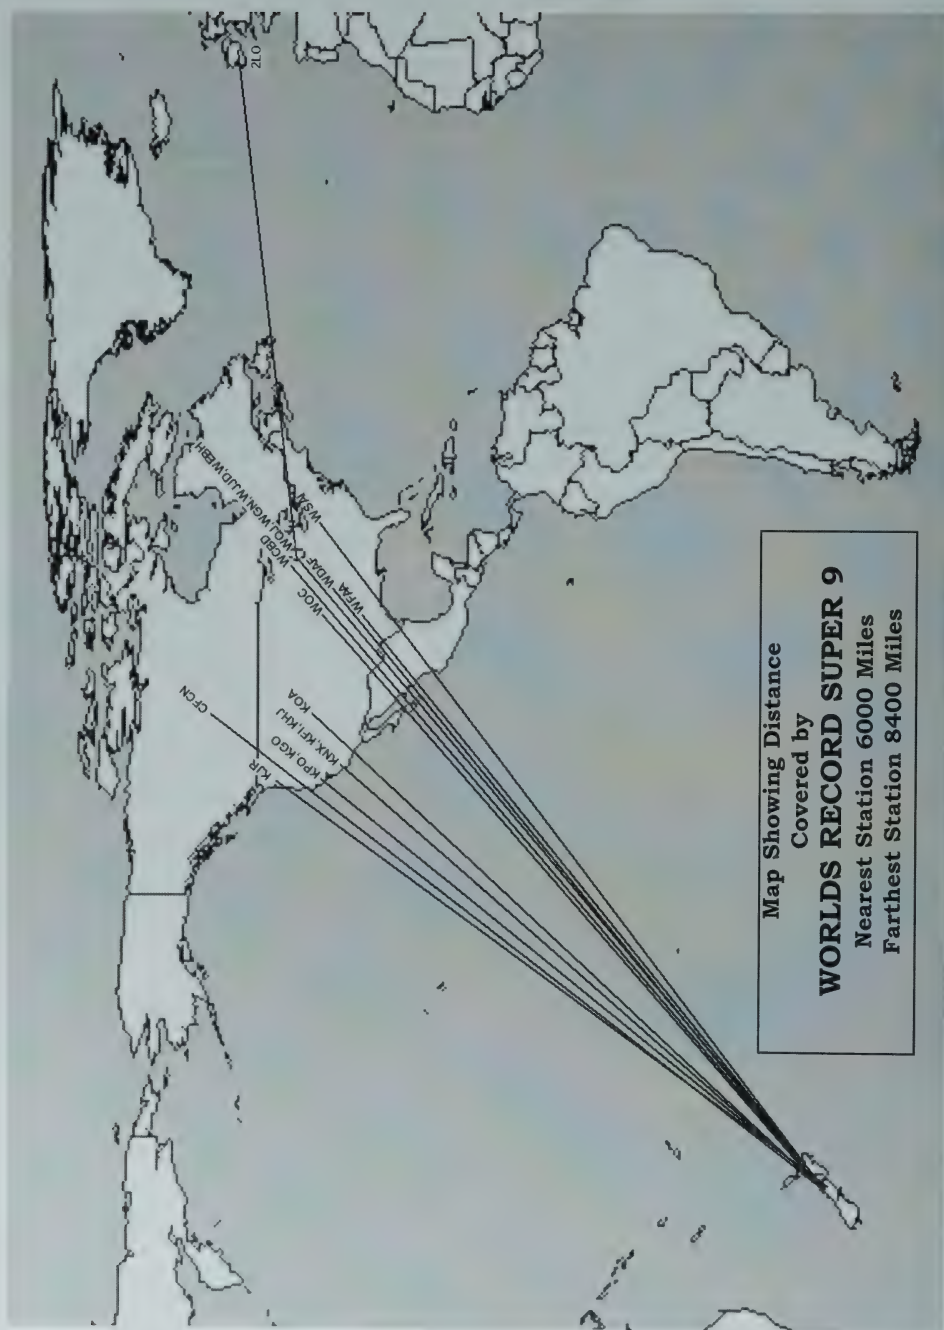 Map Showing Distance
Covered by
WORLDS RECORD SUPER 9
Nearest Station 6000 Miles
Farthest Station 8400 Miles
CFCN
KJR
KPO,KGO
KNX,KFI,KHJ
KOA
WOC
WCBD
WGN,WJJD,WEBH
WDAF
WFAA
WSAI
2LO